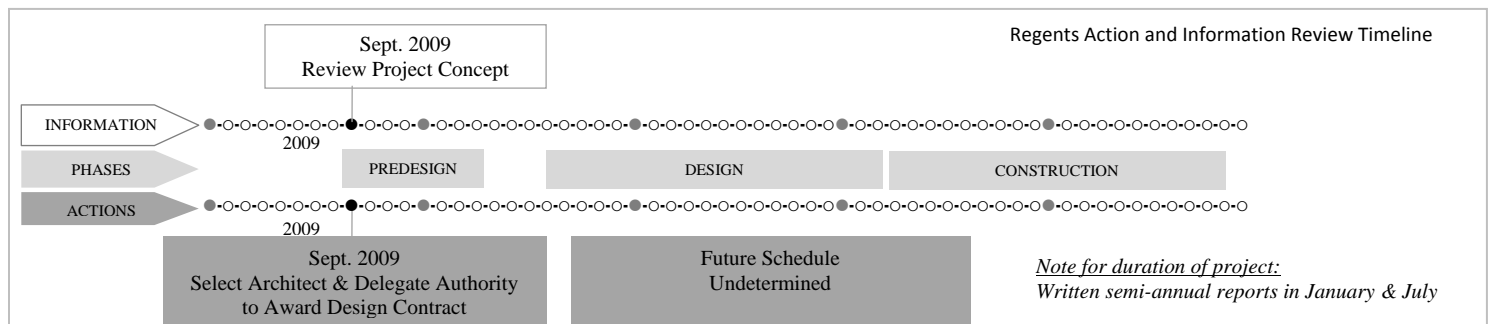 Regents Action and Information Review Timeline
Sept. 2009
Review Project Concept
INFORMATION
2009
PHASES
PREDESIGN
DESIGN
CONSTRUCTION
ACTIONS
2009
Sept. 2009
Select Architect & Delegate Authority
to Award Design Contract
Future Schedule
Undetermined
Note for duration of project:
Written semi-annual reports in January & July